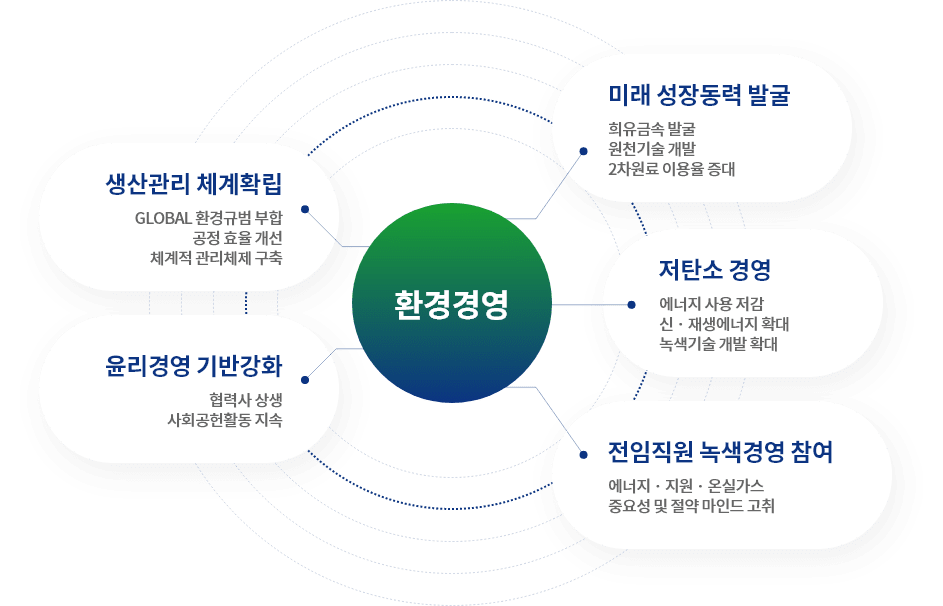 미래 성장동력 발굴
희유금속 발굴
원천기술 개발
2차원료 이용율 증대
생산관리 체계확립
GLOBAL 환경규범 부합
공정 효율 개선
체계적 관리체제 구축
환경경영
저탄소 경영
에너지 사용 저감
신 · 재생에너지 확대
녹색기술 개발 확대
윤리경영 기반강화
협력사 상생
사회공헌활동 지속
전임직원 녹색경영 참여
에너지 · 지원 · 온실가스
중요성 및 절약 마인드 고취